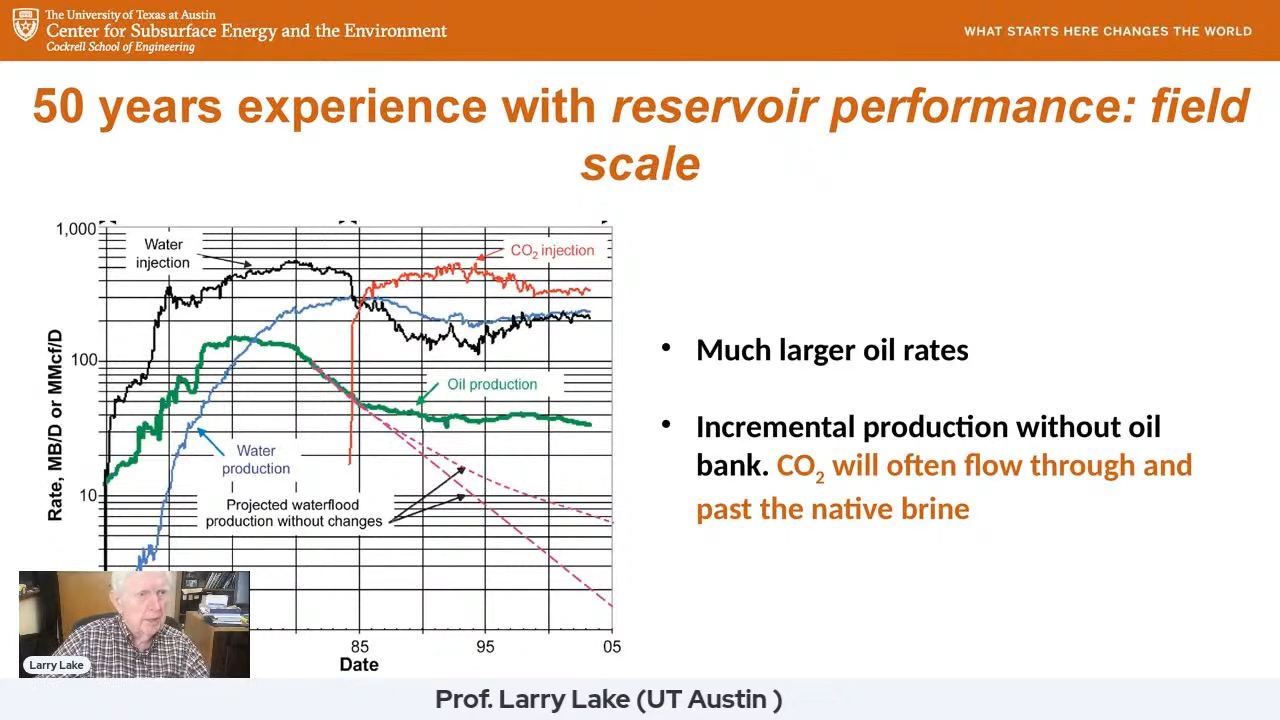 The University of Texas at Austin
Center for Subsurface Energy and the Environment
Cockrell School of Engineering
WHAT STARTS HERE CHANGES THE WORLD
50 years experience with reservoir performance: field
scale
1,000
100
10
Rate, MB/D or MMcf/D
Water
injection
CO2 injection
Oil production
Water
production
Projected waterflood
production without changes
85
95
05
Date
• Much larger oil rates
• Incremental production without oil
bank. CO2 will often flow through and
past the native brine
Larry Lake
Prof. Larry Lake (UT Austin )